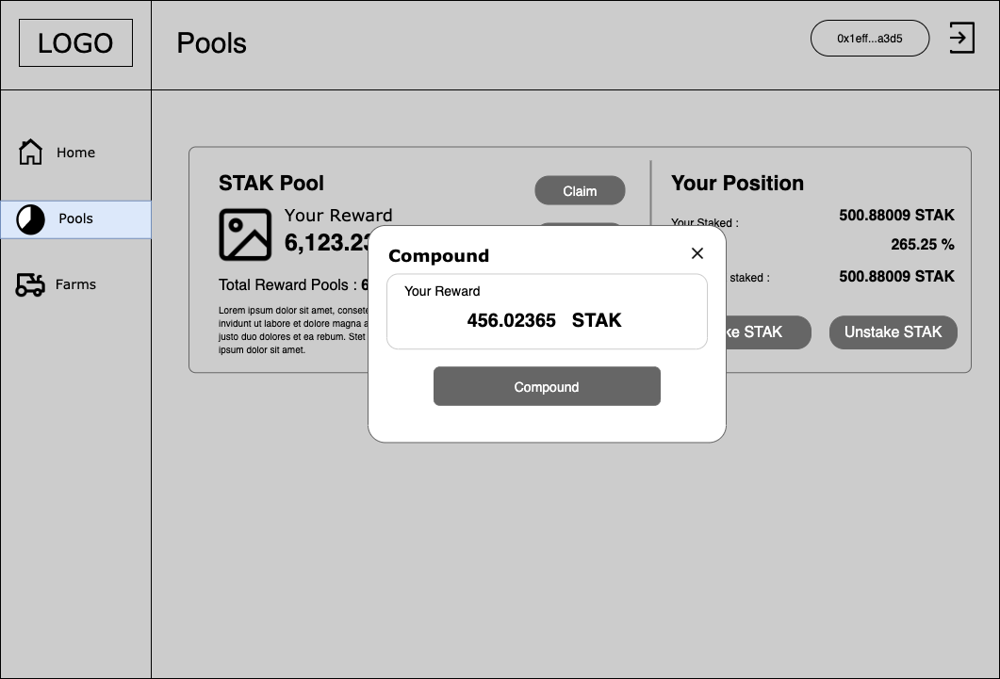 LOGO
Pools
0x1eff...a3d5
Home
Pools
Farms
STAK Pool
Claim
Your Reward
6,123.23
Total Reward Pools : 6
Lorem ipsum dolor sit amet, consete
invidunt ut labore et dolore magna a
justo duo dolores et ea rebum. Stet
ipsum dolor sit amet.
Your Position
Your Staked :
500.88009 STAK
265.25 %
staked :
500.88009 STAK
ke STAK
Unstake STAK
Compound
Your Reward
456.02365 STAK
Compound